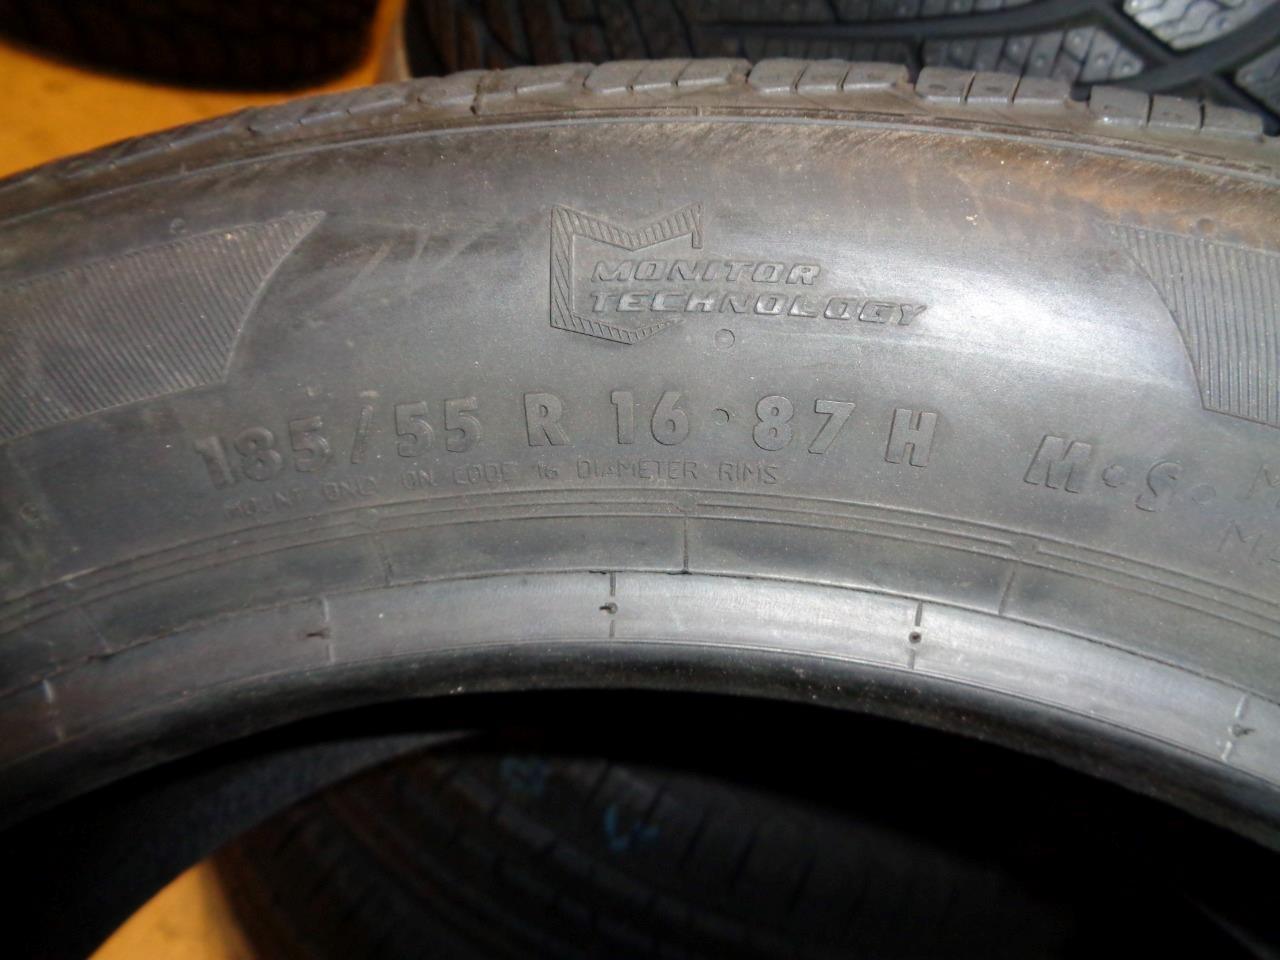 MONITOR
TECHNOLOGY
185/55 R 16 · 87 H M·S·
MOUNT ONLY ON CODE 16 DIAMETER RIMS